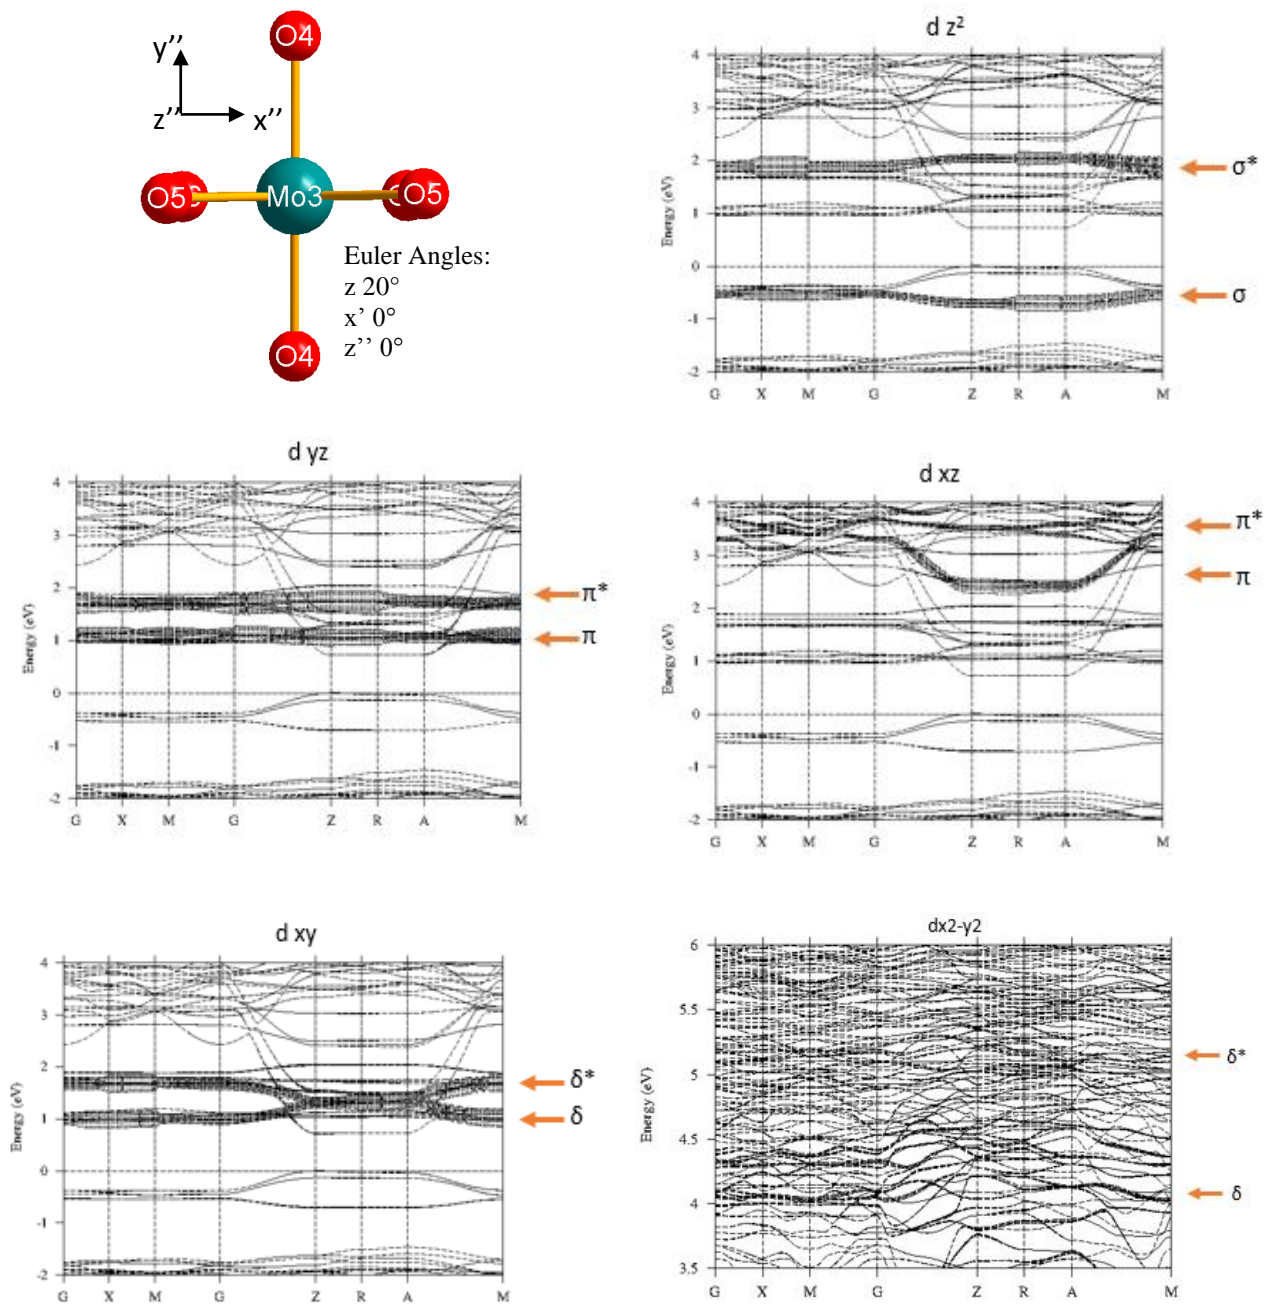 O4
y’’
z’’ x’’
O5 Mo3 O5
Euler Angles:
z 20°
x’ 0°
z’’ 0°
O4
d z²
4
3
2
1
0
-1
-2
Energy (eV)
G X M G Z R A M
σ*
σ
d yz
4
3
2
1
0
-1
-2
Energy (eV)
G X M G Z R A M
π*
π
d xz
4
3
2
1
0
-1
-2
Energy (eV)
G X M G Z R A M
π*
π
d xy
4
3
2
1
0
-1
-2
Energy (eV)
G X M G Z R A M
δ*
δ
dx2-y2
6
5.5
5
4.5
4
3.5
Energy (eV)
G X M G Z R A M
δ*
δ